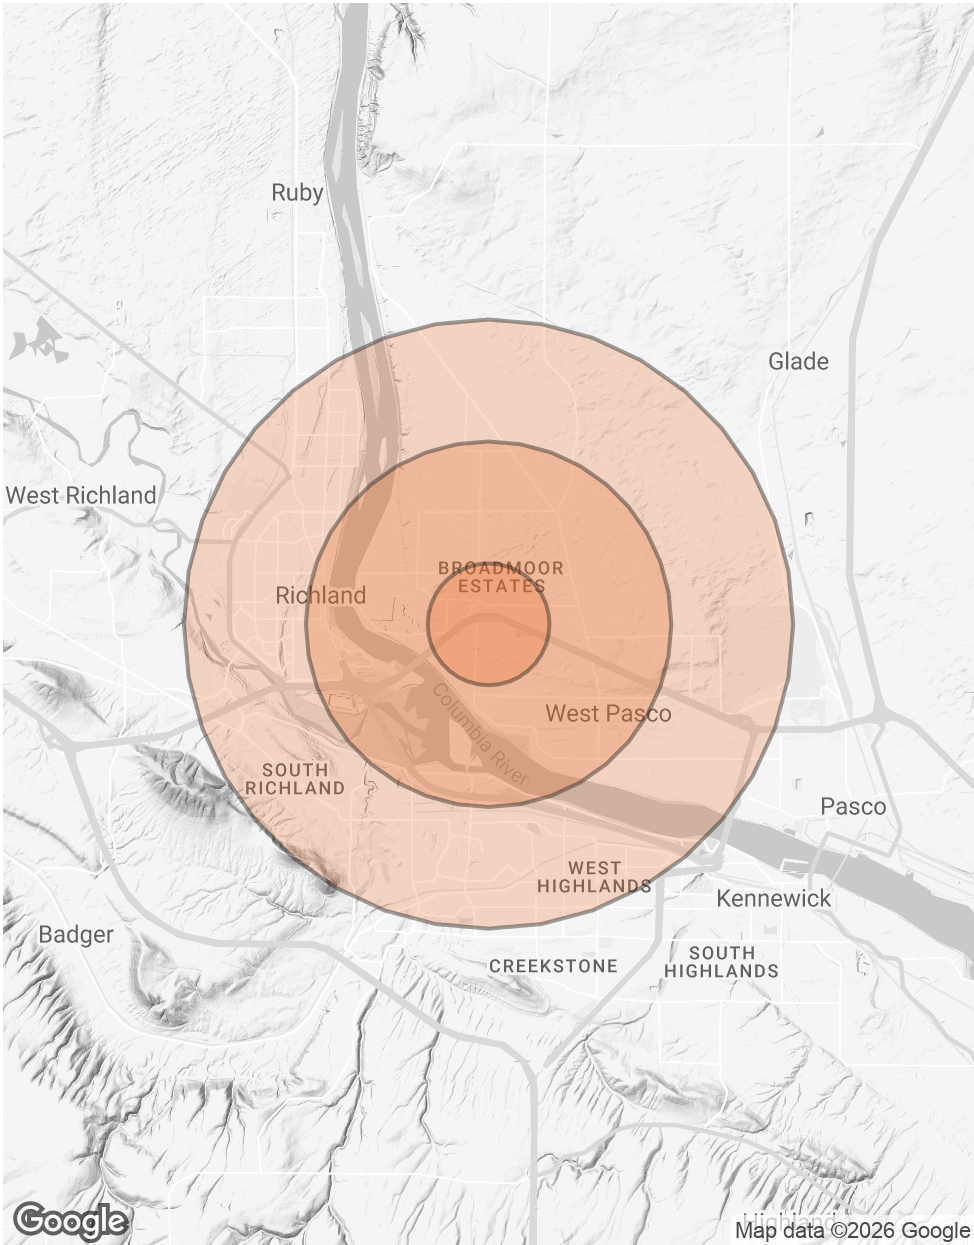 Ruby
Glade
West Richland
BROADMOOR
ESTATES
Richland
Columbia River
West Pasco
SOUTH
RICHLAND
Pasco
WEST
HIGHLANDS
Kennewick
Badger
SOUTH
HIGHLANDS
CREEKSTONE
Google
Map data ©2026 Google